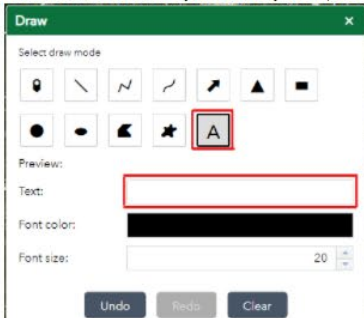 Draw
Select draw mode
A
Preview:
Text:
Font color:
Font size: 20
Undo Redo Clear